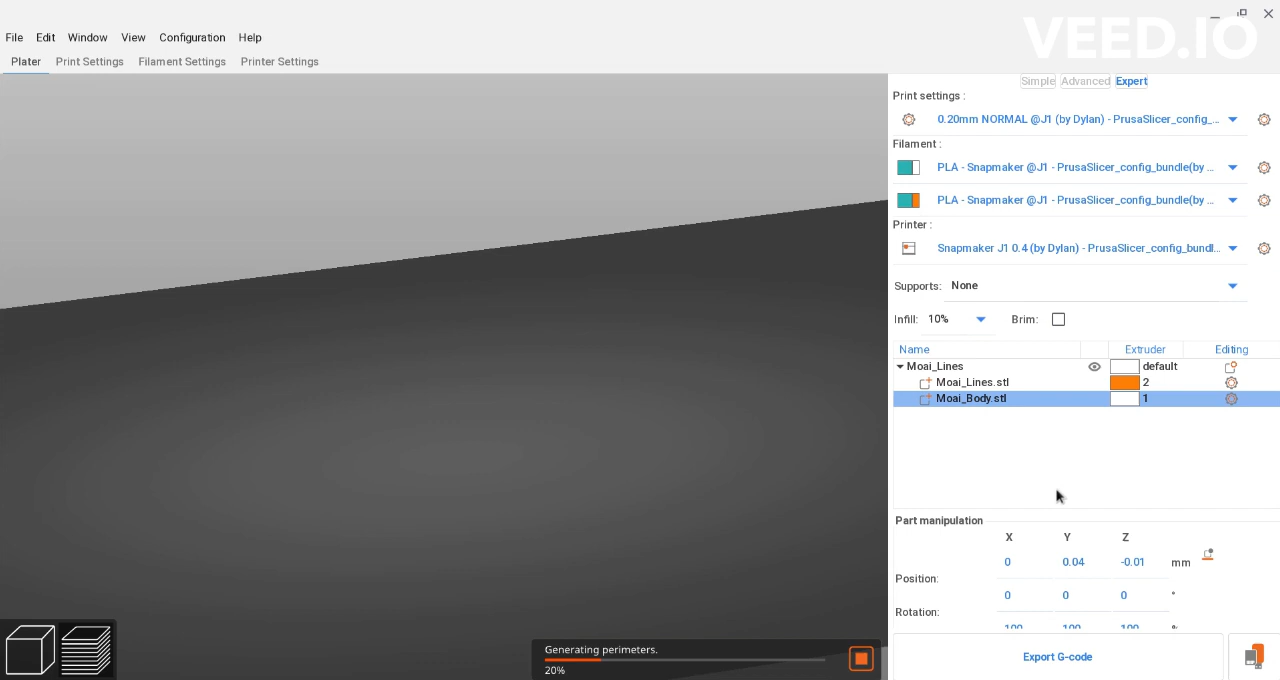 VEED.IO
File Edit Window View Configuration Help
Plater Print Settings Filament Settings Printer Settings
Simple Advanced Expert
Print settings :
0.20mm NORMAL @J1 (by Dylan) - PrusaSlicer_config_...
Filament :
PLA - Snapmaker @J1 - PrusaSlicer_config_bundle(by ...
PLA - Snapmaker @J1 - PrusaSlicer_config_bundle(by ...
Printer :
Snapmaker J1 0.4 (by Dylan) - PrusaSlicer_config_bundl...
Supports: None
Infill: 10% Brim:
Name Extruder Editing
Moai_Lines default
Moai_Lines.stl 2
Moai_Body.stl 1
Part manipulation
X Y Z
Position: 0 0.04 -0.01 mm
Rotation: 0 0 0 °
100 100 100 %
Generating perimeters.
20%
Export G-code